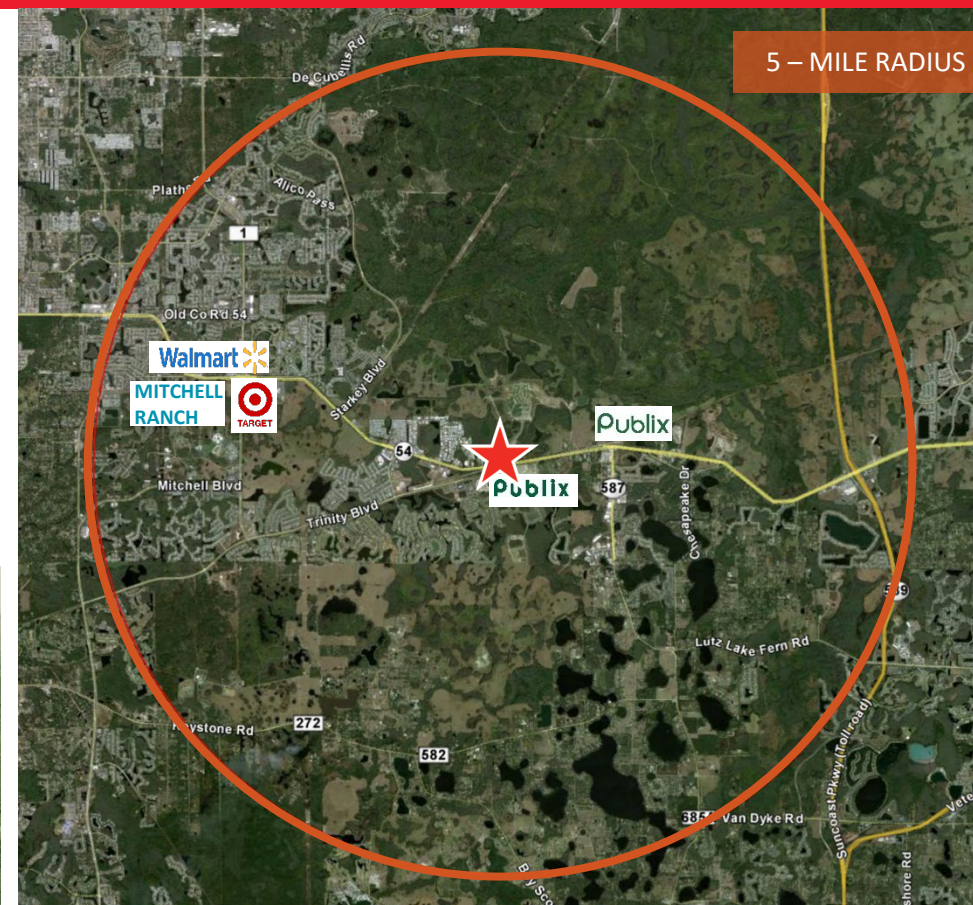 5 – MILE RADIUS
De Cubellis Rd
Alico Pass
1
Old Co Rd 54
Walmart
MITCHELL
RANCH
TARGET
Starkey Blvd
Publix
54
Publix
587
Mitchell Blvd
Trinity Blvd
Chesapeake Dr
Lutz Lake Fern Rd
Keystone Rd
272
582
Suncoast Pkwy (Toll road)
Van Dyke Rd